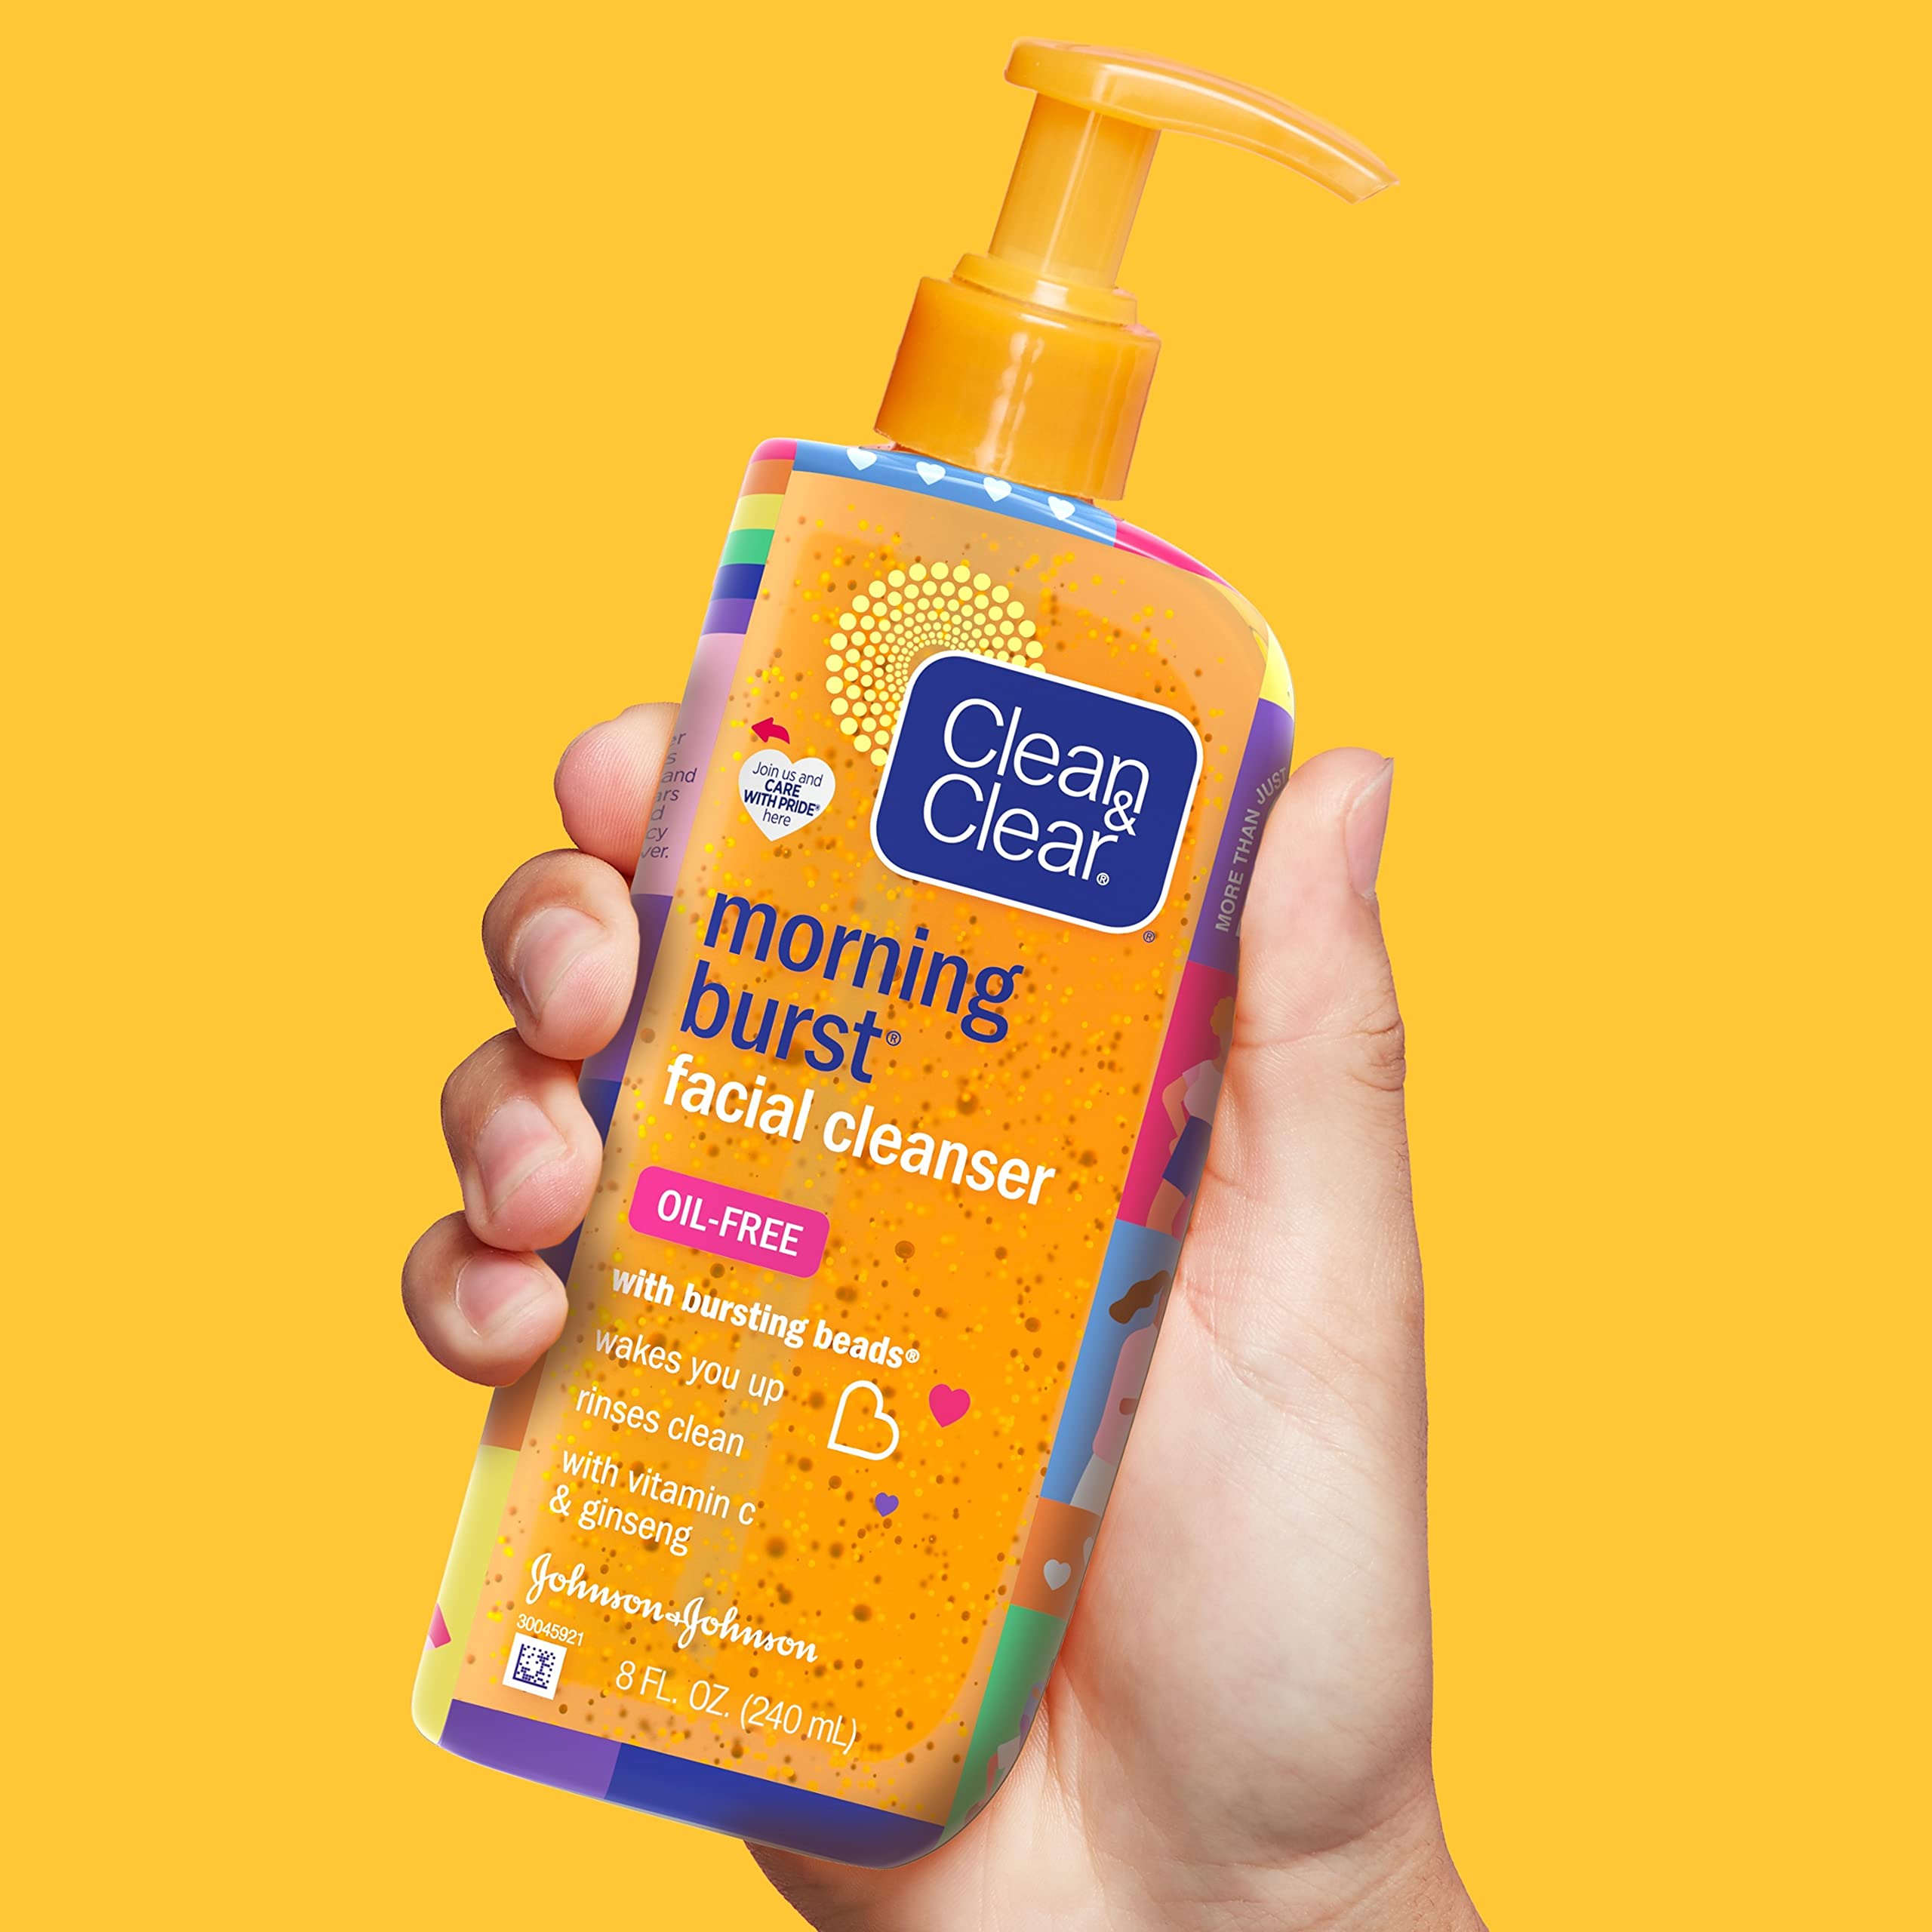 Clean
&
Clear®
®
Join us and
CARE
WITH PRIDE®
here
and
MORE THAN JUST
morning
burst®
facial cleanser
OIL-FREE
with bursting beads®
wakes you up
rinses clean
with vitamin c
& ginseng
Johnson & Johnson
30045921
8 FL. OZ. (240 mL)